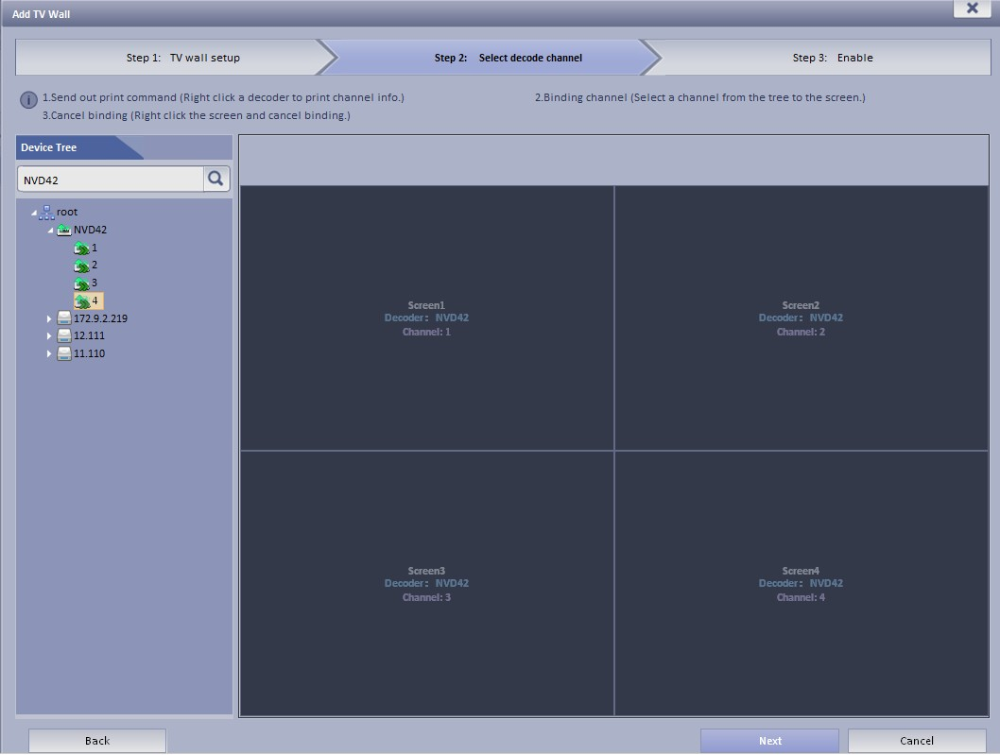 Add TV Wall
Step 1: TV wall setup
Step 2: Select decode channel
Step 3: Enable
1.Send out print command (Right click a decoder to print channel info.)
2.Binding channel (Select a channel from the tree to the screen.)
3.Cancel binding (Right click the screen and cancel binding.)
Device Tree
NVD42
root
NVD42
1
2
3
4
172.9.2.219
12.111
11.110
Screen1
Decoder: NVD42
Channel: 1
Screen2
Decoder: NVD42
Channel: 2
Screen3
Decoder: NVD42
Channel: 3
Screen4
Decoder: NVD42
Channel: 4
Back
Next
Cancel